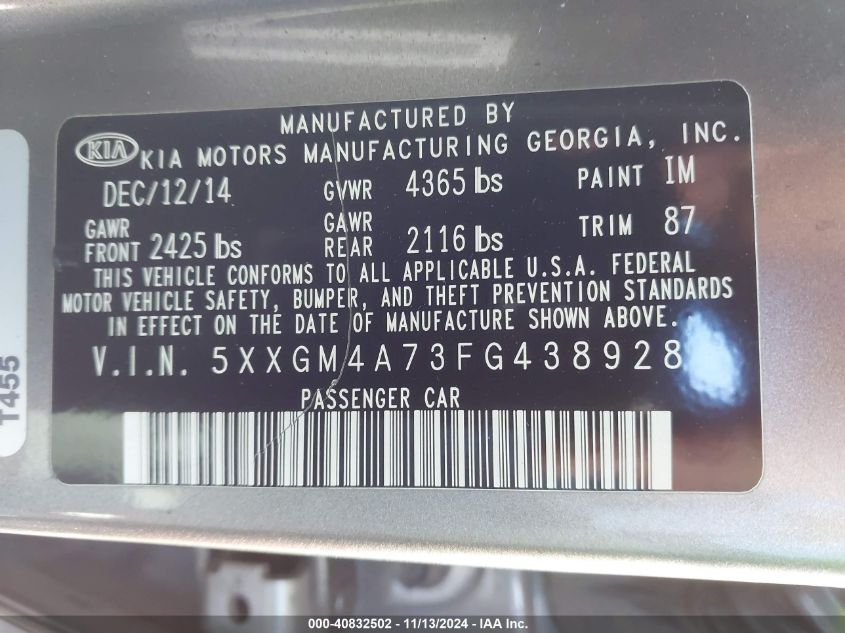 MANUFACTURED BY
KIA KIA MOTORS MANUFACTURING GEORGIA, INC.
DEC/12/14 GVWR 4365 lbs PAINT IM
GAWR FRONT 2425 lbs GAWR REAR 2116 lbs TRIM 87
THIS VEHICLE CONFORMS TO ALL APPLICABLE U.S.A. FEDERAL
MOTOR VEHICLE SAFETY, BUMPER, AND THEFT PREVENTION STANDARDS
IN EFFECT ON THE DATE OF MANUFACTURE SHOWN ABOVE.
V.I.N. 5XXGM4A73FG438928
PASSENGER CAR
T455
000-40832502 - 11/13/2024 - IAA Inc.